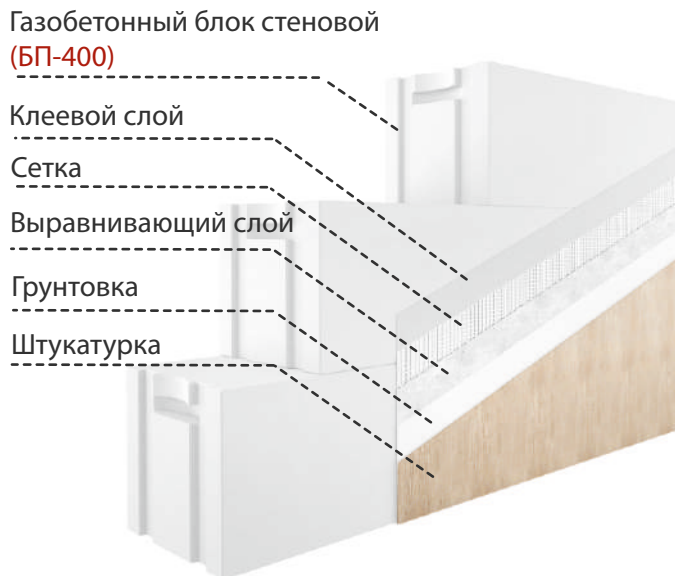 Газобетонный блок стеновой
(БП-400)
Клеевой слой
Сетка
Выравнивающий слой
Грунтовка
Штукатурка